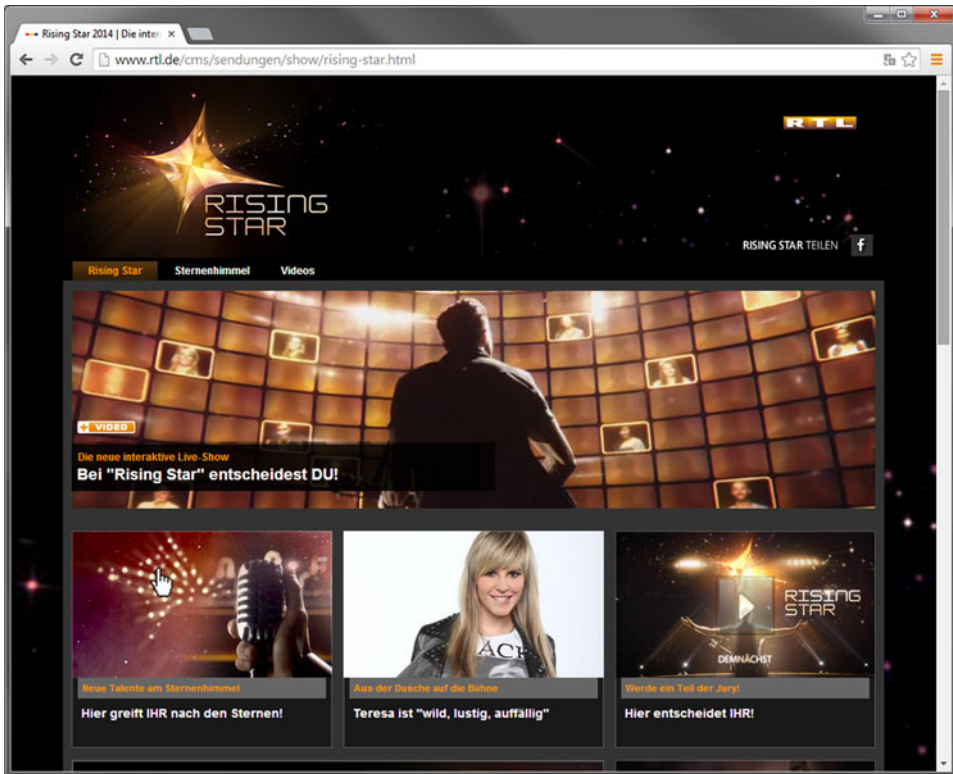 Rising Star 2014 | Die inter
www.rtl.de/cms/sendungen/show/rising-star.html
RTL
RISING
STAR
RISING STAR TEILEN f
Rising Star Sternenhimmel Videos
+ VIDEO
Die neue interaktive Live-Show
Bei "Rising Star" entscheidest DU!
ACK
RISING
STAR
DEMNÄCHST
Neue Talente am Sternenhimmel
Aus der Dusche auf die Bühne
Werde ein Teil der Jury!
Hier greift IHR nach den Sternen!
Teresa ist "wild, lustig, auffällig"
Hier entscheidet IHR!